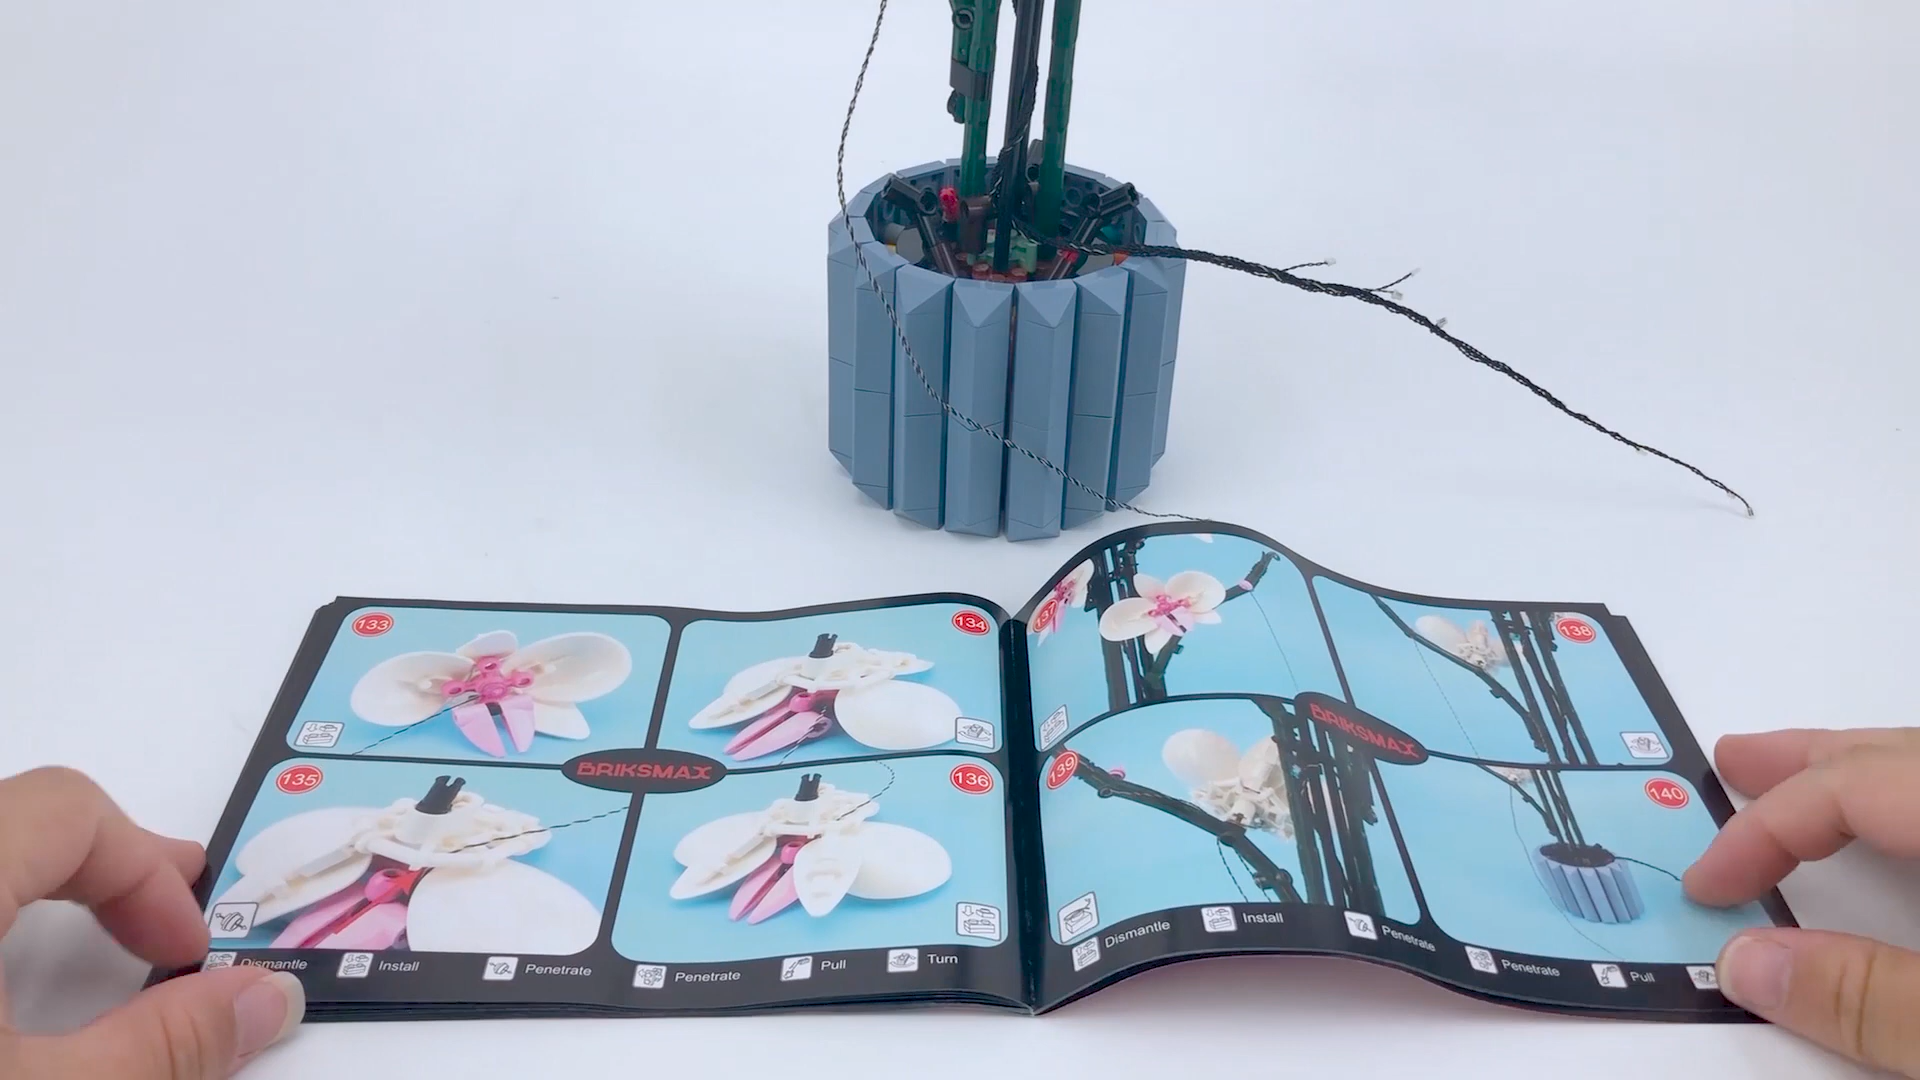 133
134
BRIKSMAX
135
136
Dismantle
Install
Penetrate
Penetrate
Pull
Turn
137
138
BRIKSMAX
139
140
Dismantle
Install
Penetrate
Penetrate
Pull